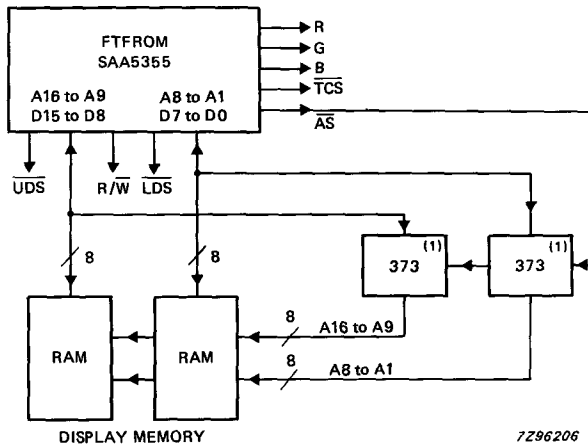 FTFROM
SAA5355
A16 to A9
D15 to D8
A8 to A1
D7 to D0
R
G
B
TCS
AS
UDS
R/W
LDS
8
8
373
(1)
373
(1)
RAM
RAM
8
A16 to A9
8
A8 to A1
DISPLAY MEMORY
7Z96206